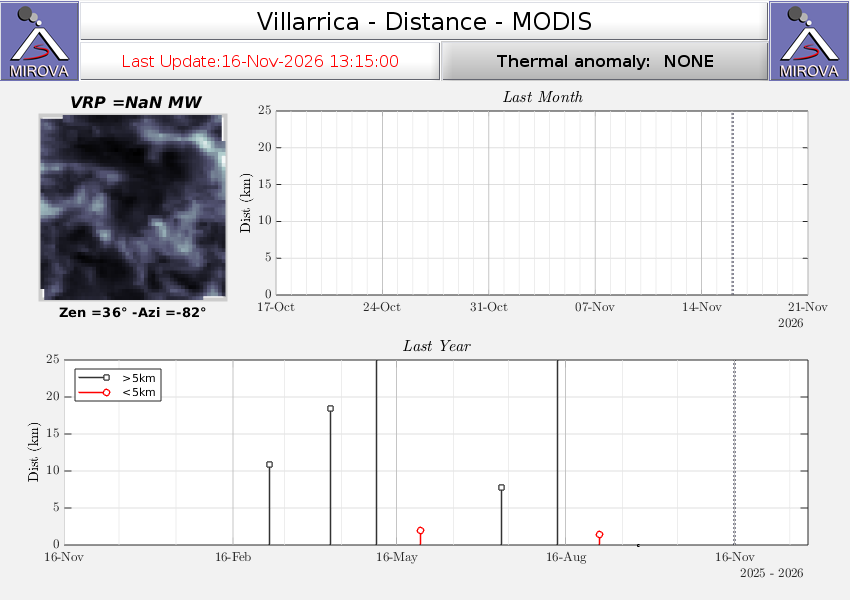 Villarrica - Distance - MODIS
MIROVA
Last Update:16-Nov-2026 13:15:00
Thermal anomaly: NONE
MIROVA
VRP =NaN MW
Zen =36° -Azi =-82°
Last Month
Dist (km)
25
20
15
10
5
0
17-Oct 24-Oct 31-Oct 07-Nov 14-Nov 21-Nov
2026
Last Year
>5km
<5km
Dist (km)
25
20
15
10
5
0
16-Nov 16-Feb 16-May 16-Aug 16-Nov
2025 - 2026